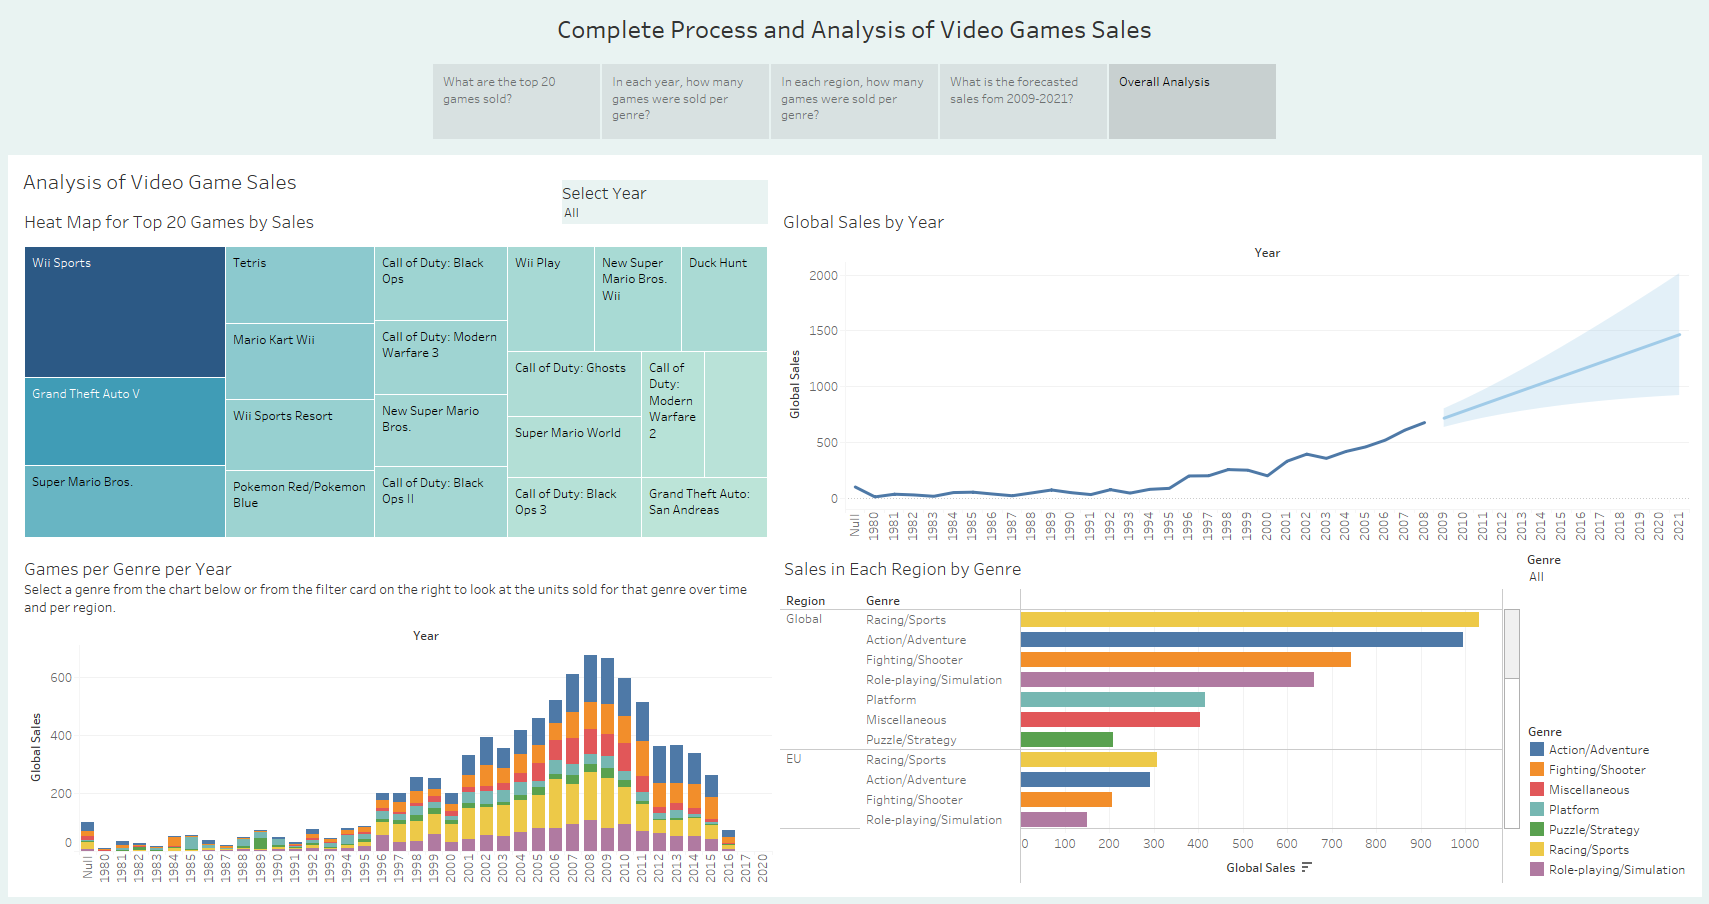 Complete Process and Analysis of Video Games Sales
What are the top 20
games sold?
In each year, how many
games were sold per
genre?
In each region, how many
games were sold per
genre?
What is the forecasted
sales fom 2009-2021?
Overall Analysis
Analysis of Video Game Sales
Select Year
All
Heat Map for Top 20 Games by Sales
Wii Sports
Grand Theft Auto V
Super Mario Bros.
Tetris
Mario Kart Wii
Wii Sports Resort
Pokemon Red/Pokemon
Blue
Call of Duty: Black
Ops
Call of Duty: Modern
Warfare 3
New Super Mario
Bros.
Call of Duty: Black
Ops II
Wii Play
New Super
Mario Bros.
Wii
Duck Hunt
Call of Duty: Ghosts
Super Mario World
Call of Duty: Black
Ops 3
Call of
Duty:
Modern
Warfare
2
Grand Theft Auto:
San Andreas
Global Sales by Year
Year
Global Sales
2000
1500
1000
500
0
Null 1980 1981 1982 1983 1984 1985 1986 1987 1988 1989 1990 1991 1992 1993 1994 1995 1996 1997 1998 1999 2000 2001 2002 2003 2004 2005 2006 2007 2008 2009 2010 2011 2012 2013 2014 2015 2016 2017 2018 2019 2020 2021
Games per Genre per Year
Select a genre from the chart below or from the filter card on the right to look at the units sold for that genre over time
and per region.
Year
Global Sales
600
400
200
0
Null 1980 1981 1982 1983 1984 1985 1986 1987 1988 1989 1990 1991 1992 1993 1994 1995 1996 1997 1998 1999 2000 2001 2002 2003 2004 2005 2006 2007 2008 2009 2010 2011 2012 2013 2014 2015 2016 2017 2020
Sales in Each Region by Genre
Region Genre
Global Racing/Sports
Action/Adventure
Fighting/Shooter
Role-playing/Simulation
Platform
Miscellaneous
Puzzle/Strategy
EU Racing/Sports
Action/Adventure
Fighting/Shooter
Role-playing/Simulation
0 100 200 300 400 500 600 700 800 900 1000
Global Sales
Genre
All
Genre
Action/Adventure
Fighting/Shooter
Miscellaneous
Platform
Puzzle/Strategy
Racing/Sports
Role-playing/Simulation